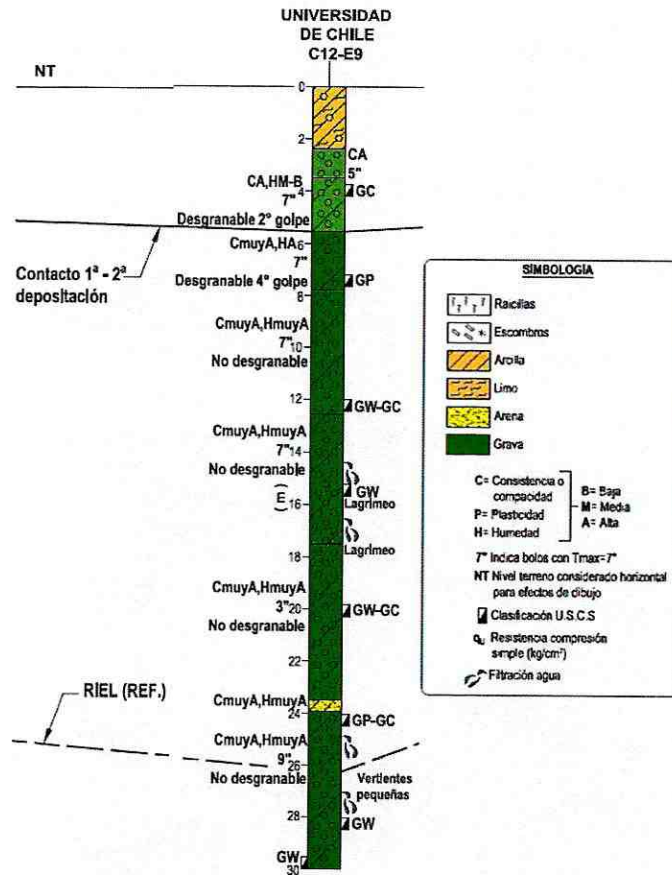 UNIVERSIDAD
DE CHILE
C12-E9
NT
0
2
CA
5"
CA,HM-B
7"
4
GC
Desgranable 2° golpe
CmuyA,HA
6
7"
Contacto 1ª - 2ª
depositación
Desgranable 4° golpe
GP
8
CmuyA,HmuyA
7"
10
No desgranable
12
GW-GC
CmuyA,HmuyA
7"
14
No desgranable
(m)
GW
16
Lagrimeo
18
Lagrimeo
CmuyA,HmuyA
3"
20
GW-GC
No desgranable
22
RIEL (REF.)
CmuyA,HmuyA
24
GP-GC
CmuyA,HmuyA
9"
26
No desgranable
Vertientes
pequeñas
28
GW
GW
30
SIMBOLOGIA
Raicillas
Escombros
Arcilla
Limo
Arena
Grava
C= Consistencia o
compacidad
P= Plasticidad
H= Humedad
B= Baja
M= Media
A= Alta
7" Indica bolos con Tmax=7"
NT Nivel terreno considerado horizontal
para efectos de dibujo
Clasificación U.S.C.S
qu Resistencia compresión
simple (kg/cm²)
Filtración agua